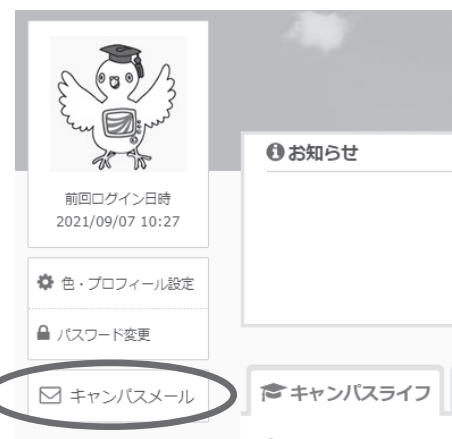 前回ログイン日時
2021/09/07 10:27
色・プロフィール設定
パスワード変更
キャンパスメール
お知らせ
キャンパスライフ